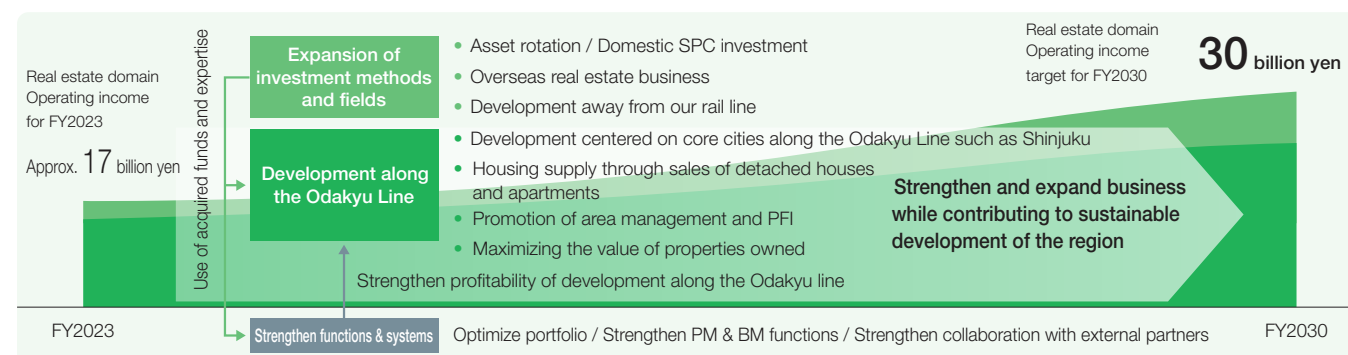 Real estate domain
Operating income
for FY2023
Approx. 17 billion yen
Use of acquired funds and expertise
Expansion of
investment methods
and fields
• Asset rotation / Domestic SPC investment
• Overseas real estate business
• Development away from our rail line
Real estate domain
Operating income
target for FY2030
30 billion yen
Development along
the Odakyu Line
• Development centered on core cities along the Odakyu Line such as Shinjuku
• Housing supply through sales of detached houses
and apartments
• Promotion of area management and PFI
• Maximizing the value of properties owned
Strengthen and expand business
while contributing to sustainable
development of the region
Strengthen profitability of development along the Odakyu line
FY2023
Strengthen functions & systems
Optimize portfolio / Strengthen PM & BM functions / Strengthen collaboration with external partners
FY2030